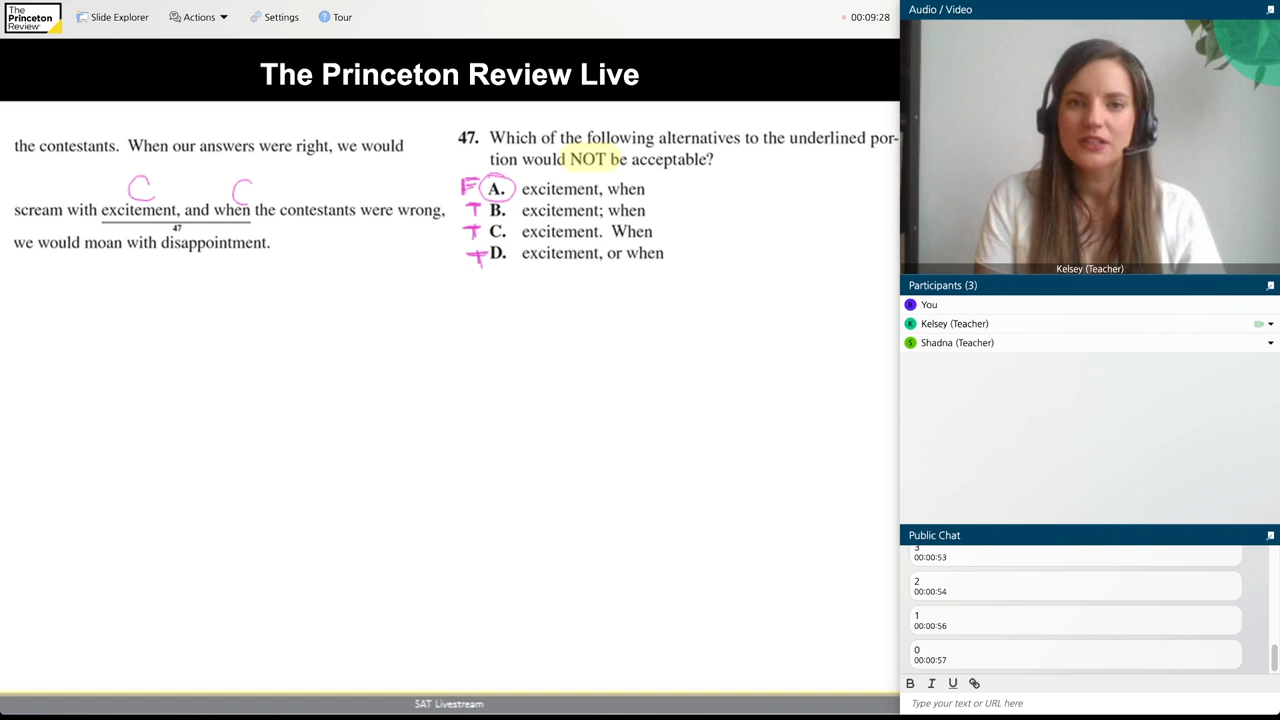 The
Princeton
Review
Slide Explorer
Actions
Settings
Tour
00:09:28
Audio / Video
The Princeton Review Live
the contestants. When our answers were right, we would
C C
scream with excitement, and when the contestants were wrong,
47
we would moan with disappointment.
47. Which of the following alternatives to the underlined por-
tion would NOT be acceptable?
F A. excitement, when
T B. excitement; when
T C. excitement. When
T D. excitement, or when
Kelsey (Teacher)
Participants (3)
You
K Kelsey (Teacher)
S Shadna (Teacher)
Public Chat
3
00:00:53
2
00:00:54
1
00:00:56
0
00:00:57
B I U
Type your text or URL here
SAT Livestream